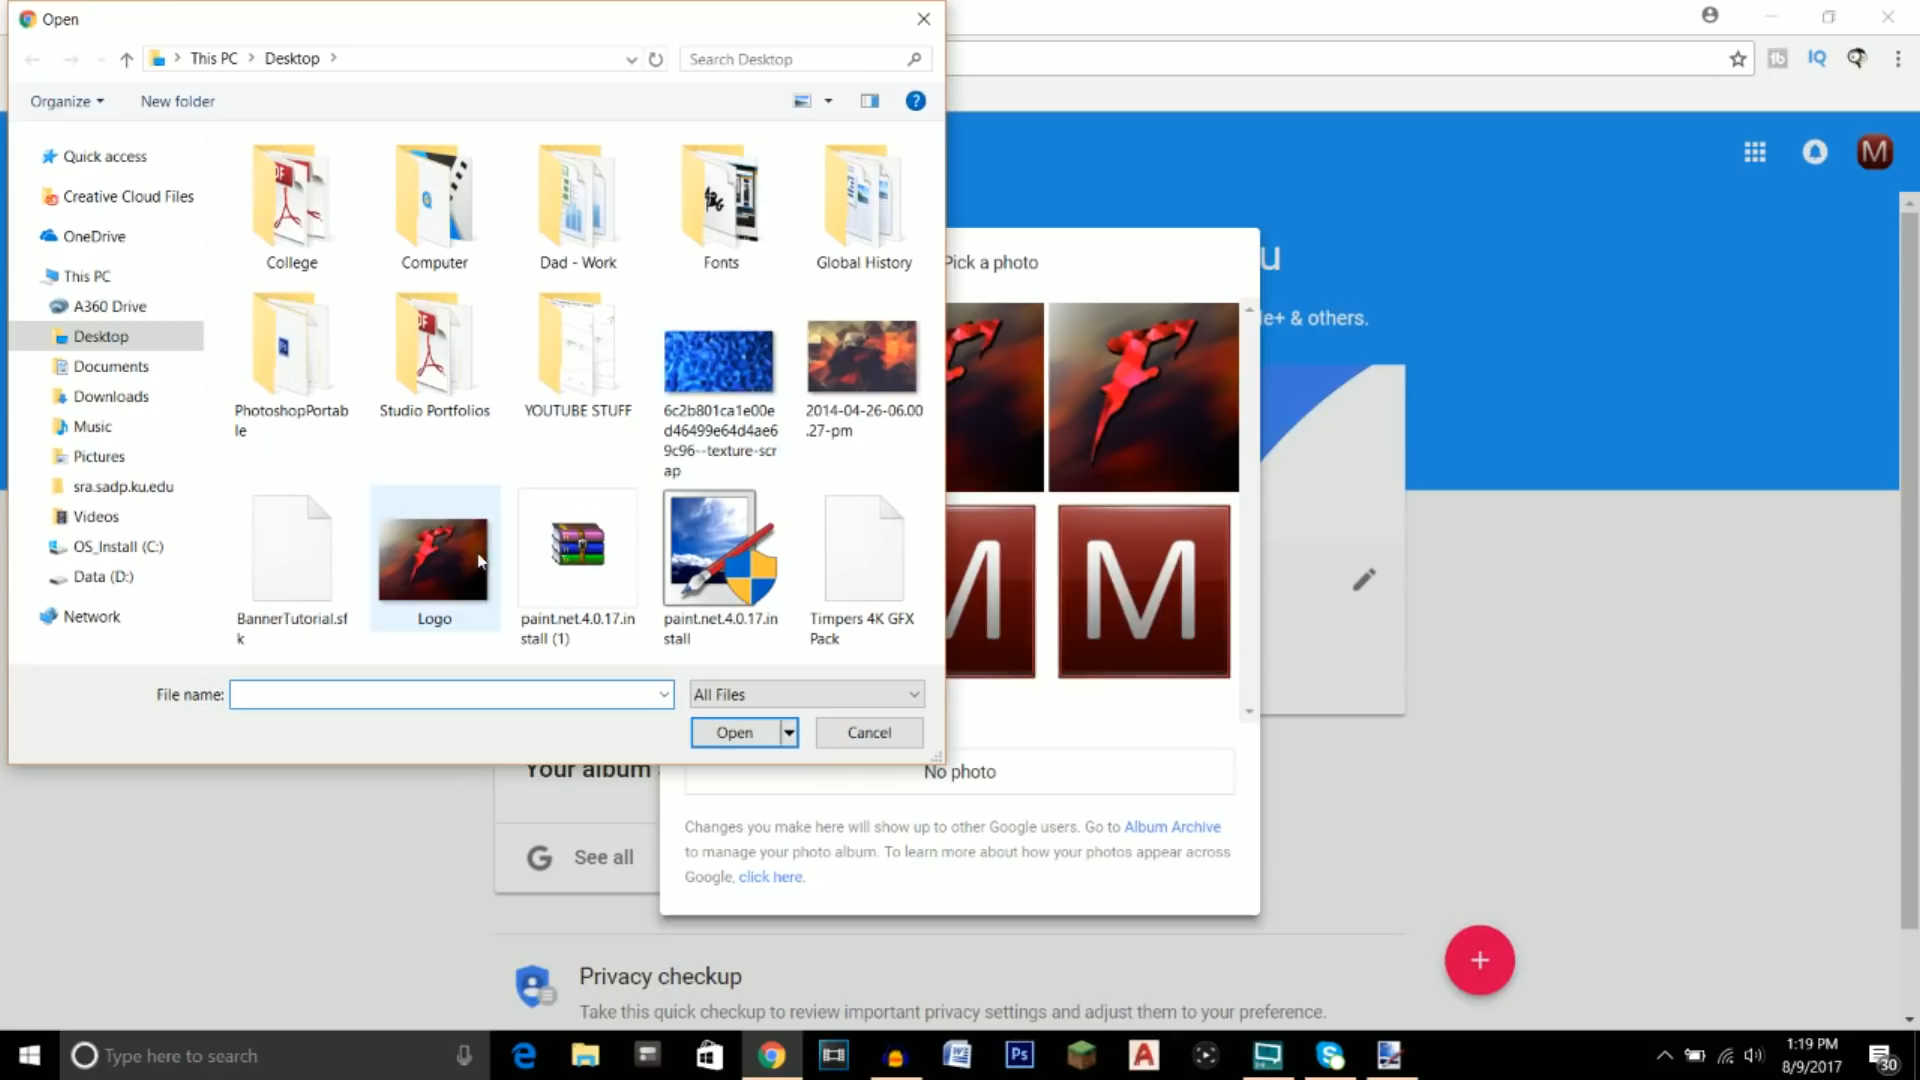 Open
This PC
Desktop
Search Desktop
Organize
New folder
?
Quick access
Creative Cloud Files
OneDrive
This PC
A360 Drive
Desktop
Documents
Downloads
Music
Pictures
sra.sadp.ku.edu
Videos
OS_Install (C:)
Data (D:)
Network
College
Computer
Dad - Work
Fonts
Global History
PhotoshopPortab
le
Studio Portfolios
YOUTUBE STUFF
6c2b801ca1e00e
d46499e64d4ae6
9c96--texture-scr
ap
2014-04-26-06.00
.27-pm
BannerTutorial.sf
k
Logo
paint.net.4.0.17.in
stall (1)
paint.net.4.0.17.in
stall
Timpers 4K GFX
Pack
File name:
All Files
Open
Cancel
IQ
M
u
le+ & others.
Pick a photo
M
M
No photo
Changes you make here will show up to other Google users. Go to Album Archive
to manage your photo album. To learn more about how your photos appear across
Google, click here.
Your album
G
See all
Privacy checkup
Take this quick checkup to review important privacy settings and adjust them to your preference.
+
Type here to search
Ps
1:19 PM
8/9/2017
30